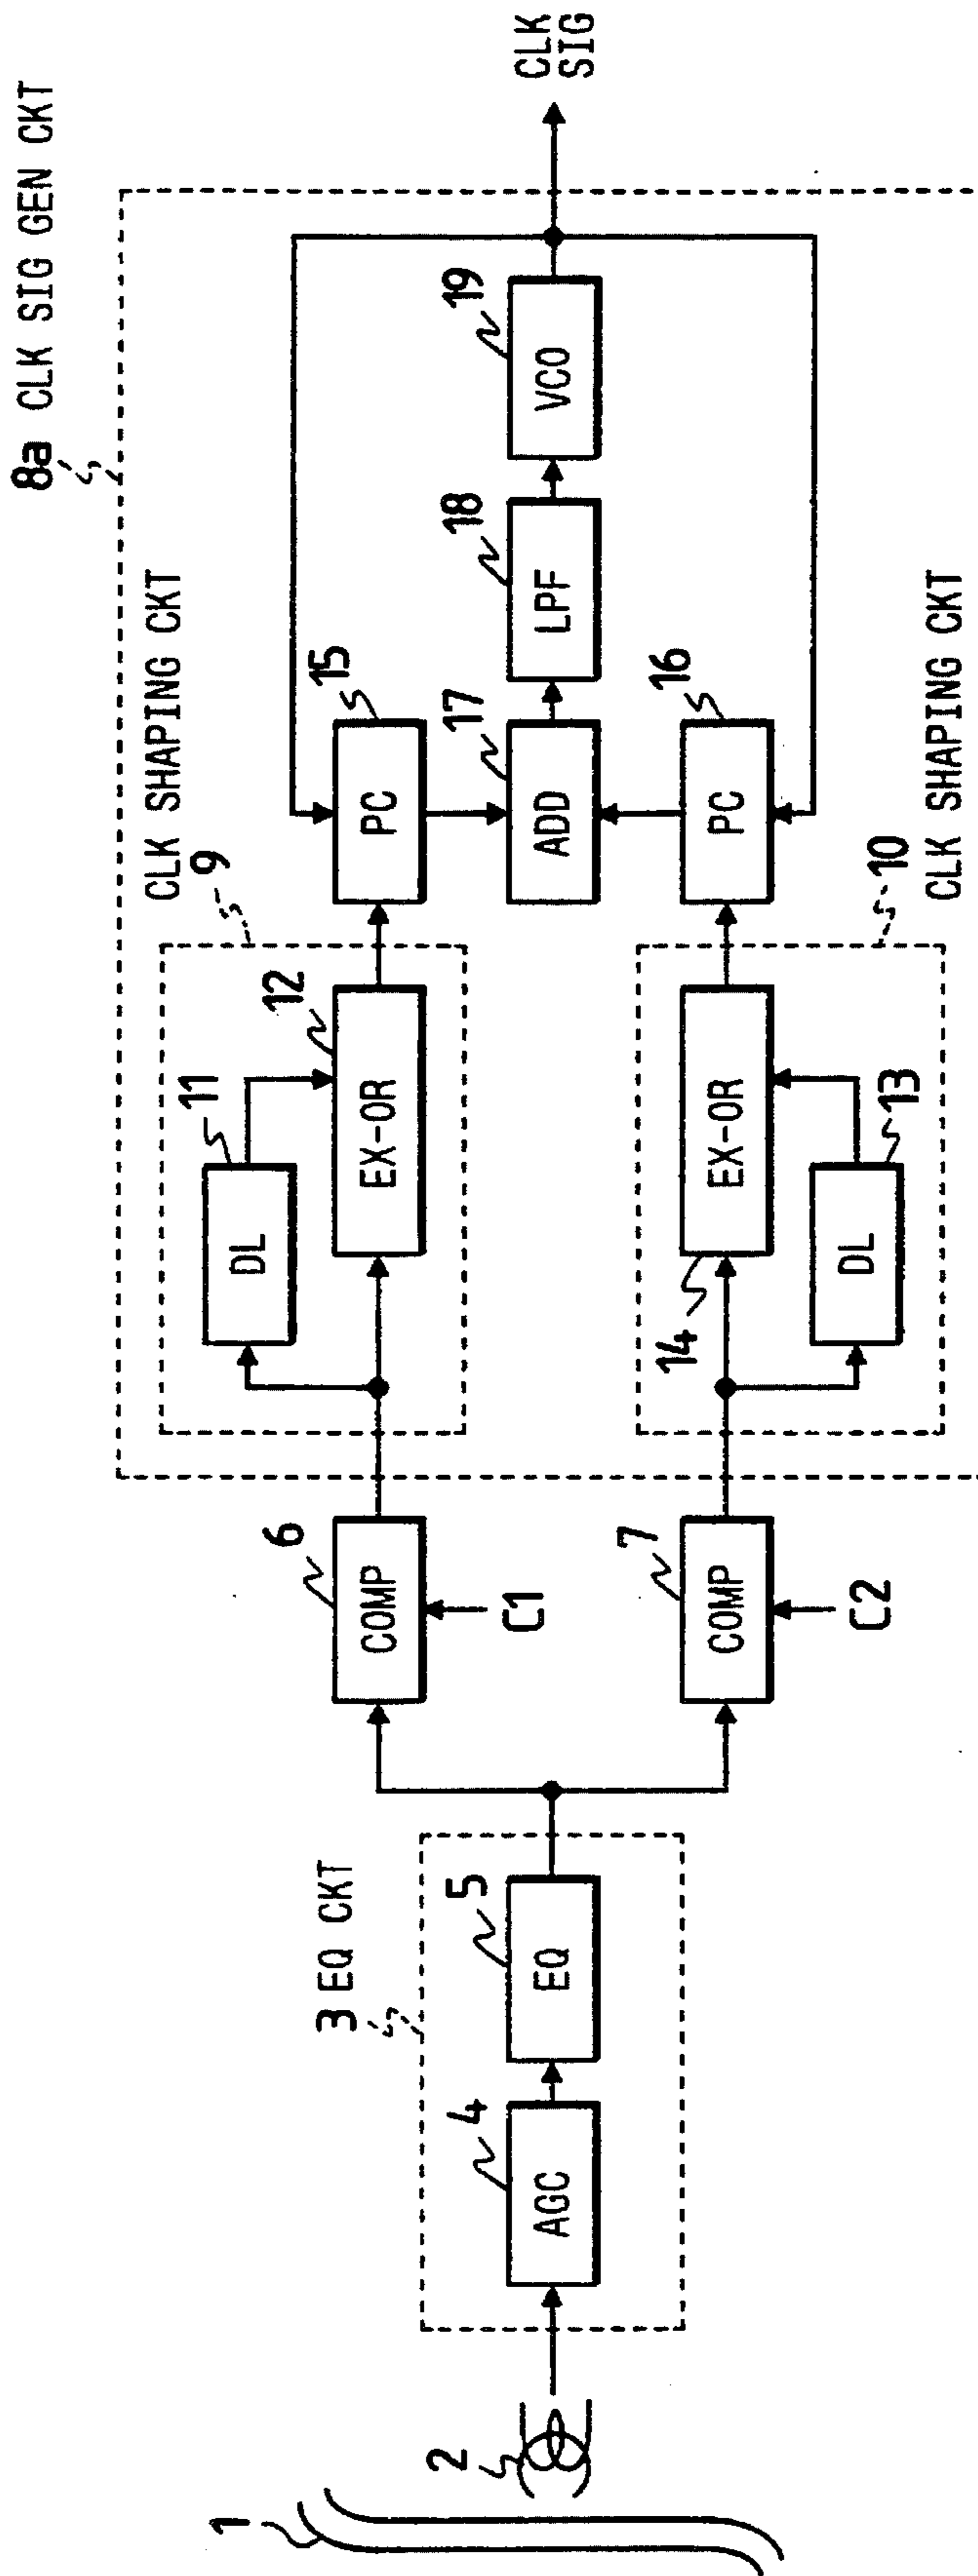 8a CLK SIG GEN CKT
CLK SHAPING CKT
9
11
DL
12
EX-OR
15
PC
6
COMP
C1
3 EQ CKT
4
AGC
5
EQ
1
2
17
ADD
18
LPF
19
VCO
CLK
SIG
7
COMP
C2
14
EX-OR
DL
13
16
PC
10
CLK SHAPING CKT